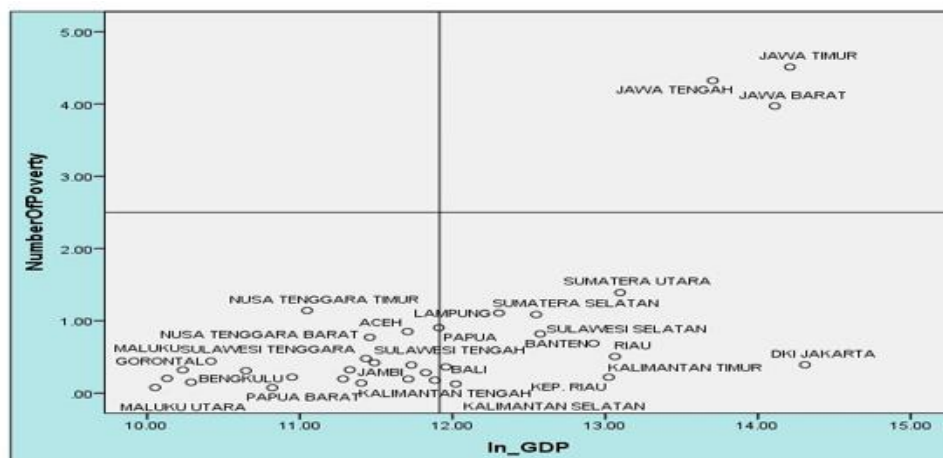 5.00
JAWA TIMUR
JAWA TENGAH JAWA BARAT
4.00
3.00
NumberOfPoverty
2.00
SUMATERA UTARA
NUSA TENGGARA TIMUR
LAMPUNG SUMATERA SELATAN
1.00
ACEH
NUSA TENGGARA BARAT
PAPUA
SULAWESI SELATAN
BANTEN RIAU
MALUKU SULAWESI TENGGARA
SULAWESI TENGAH
DKI JAKARTA
GORONTALO
JAMBI
BALI
KALIMANTAN TIMUR
BENGKULU
KEP. RIAU
PAPUA BARAT
KALIMANTAN TENGAH
.00
MALUKU UTARA
KALIMANTAN SELATAN
10.00 11.00 12.00 13.00 14.00 15.00
ln_GDP